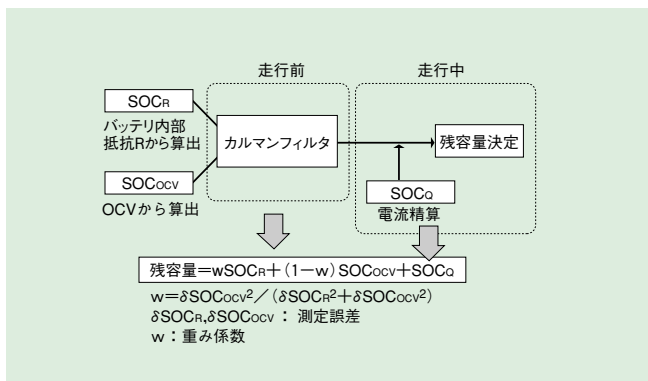 走行前
走行中
SOCR
バッテリ内部
抵抗Rから算出
カルマンフィルタ
残容量決定
SOCOCV
OCVから算出
SOCQ
電流精算
残容量=wSOCR+(1-w)SOCOCV+SOCQ
w=δSOCOCV²/(δSOCR²+δSOCOCV²)
δSOCR,δSOCOCV:測定誤差
w:重み係数